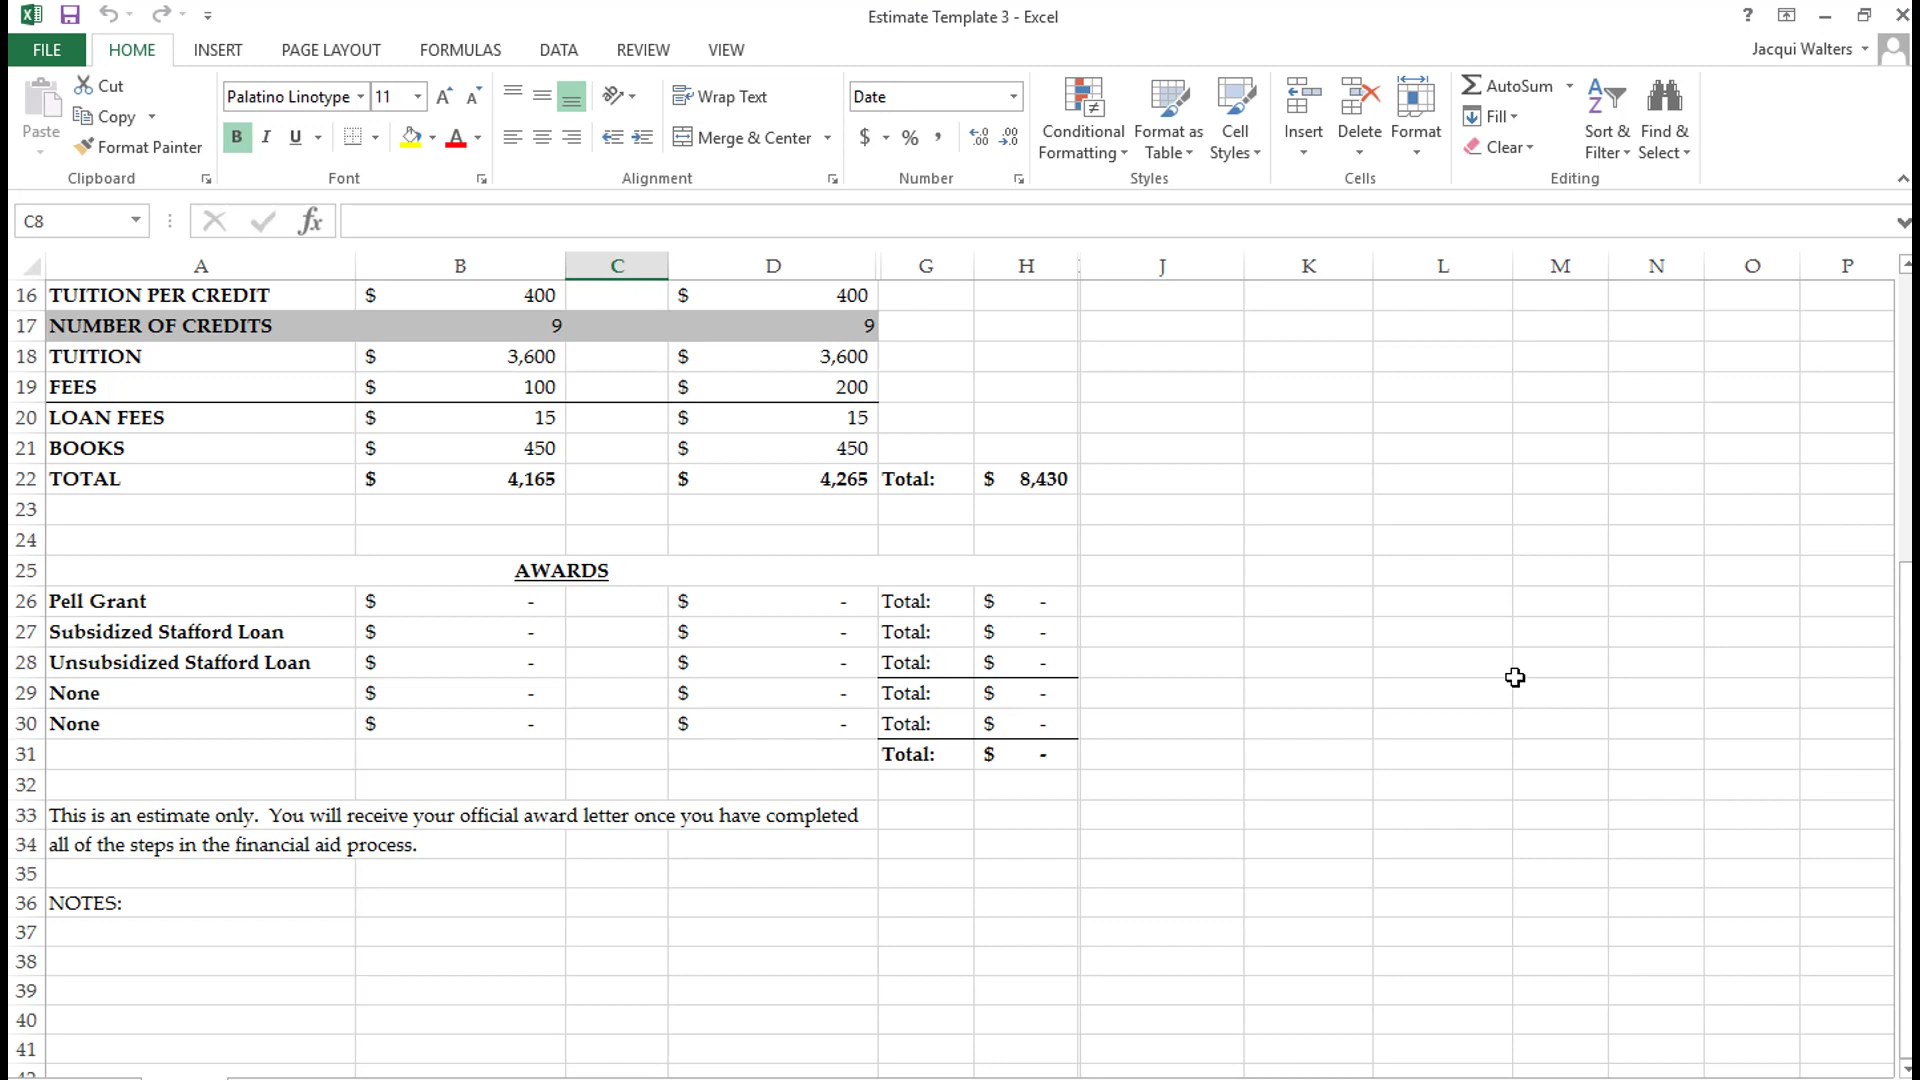 Estimate Template 3 - Excel
?
FILE HOME INSERT PAGE LAYOUT FORMULAS DATA REVIEW VIEW Jacqui Walters
Paste
Cut
Copy
Format Painter
Clipboard
Palatino Linotype 11 A A
B I U A
Font
Wrap Text
Merge & Center
Alignment
Date
$ % ,
Number
Conditional Formatting
Format as Table
Cell Styles
Styles
Insert Delete Format
Cells
AutoSum
Fill
Clear
Sort & Filter
Find & Select
Editing
C8 fx
A B C D G H J K L M N O P
16 TUITION PER CREDIT $ 400 $ 400
17 NUMBER OF CREDITS 9 9
18 TUITION $ 3,600 $ 3,600
19 FEES $ 100 $ 200
20 LOAN FEES $ 15 $ 15
21 BOOKS $ 450 $ 450
22 TOTAL $ 4,165 $ 4,265 Total: $ 8,430
23
24
25 AWARDS
26 Pell Grant $ - $ - Total: $ -
27 Subsidized Stafford Loan $ - $ - Total: $ -
28 Unsubsidized Stafford Loan $ - $ - Total: $ -
29 None $ - $ - Total: $ -
30 None $ - $ - Total: $ -
31 Total: $ -
32
33 This is an estimate only. You will receive your official award letter once you have completed
34 all of the steps in the financial aid process.
35
36 NOTES:
37
38
39
40
41